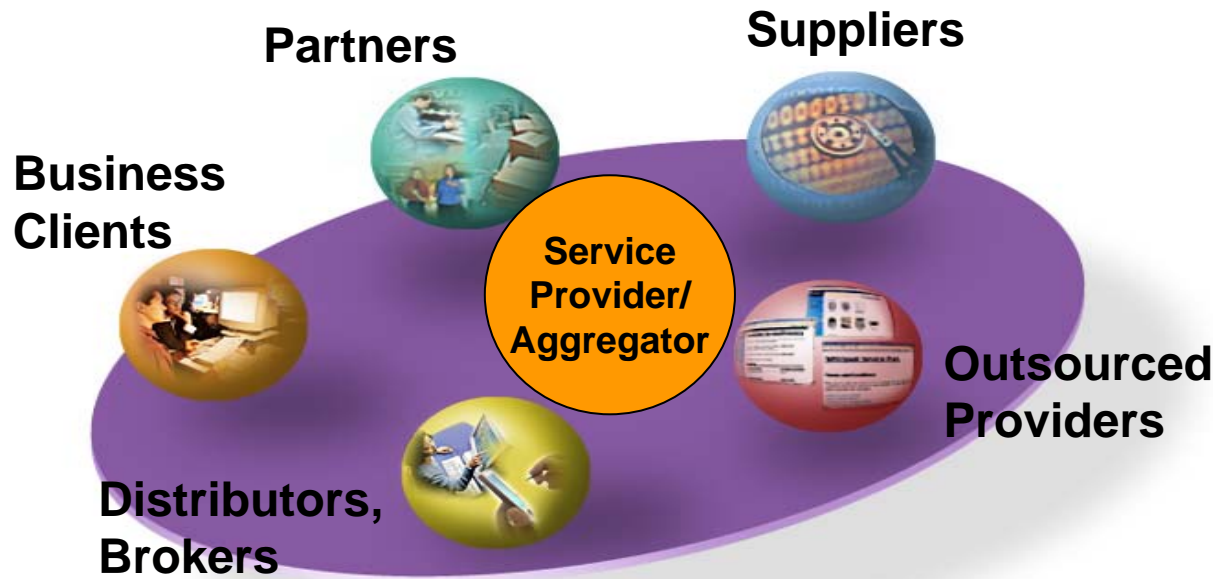 Partners
Suppliers
Business
Clients
Service
Provider/
Aggregator
Outsourced
Providers
Distributors,
Brokers